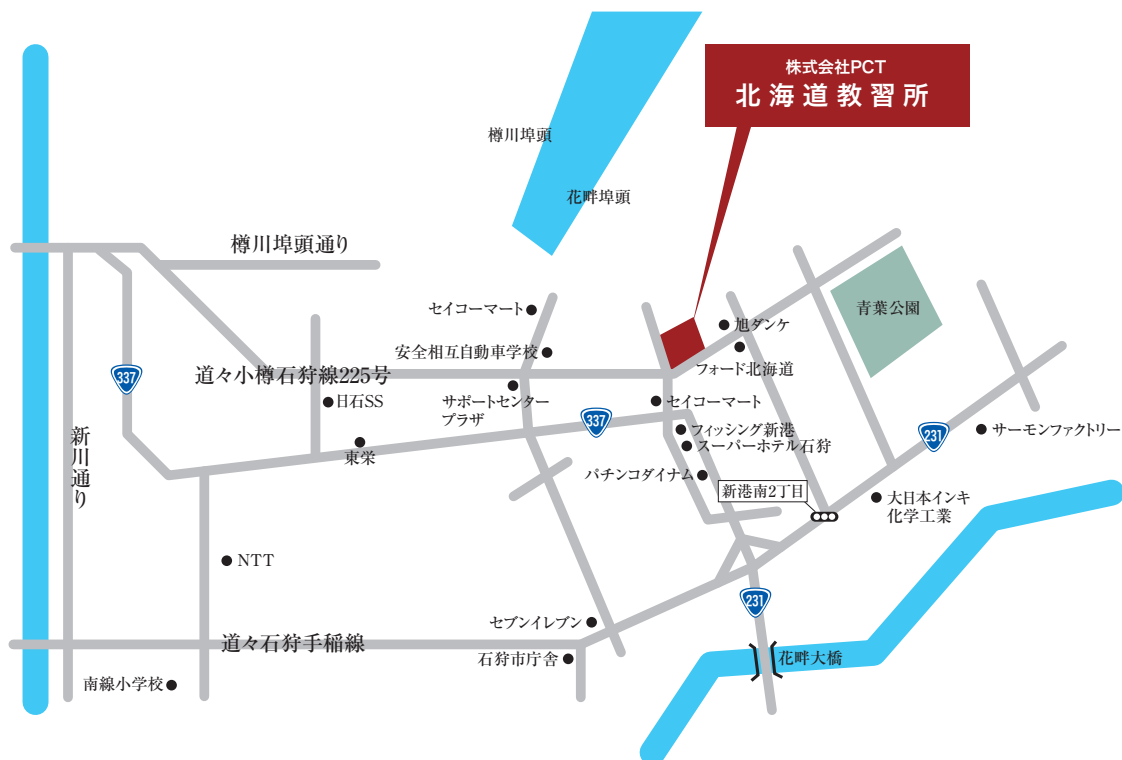 株式会社PCT
北海道教習所
樽川埠頭
花畔埠頭
樽川埠頭通り
セイコーマート
青葉公園
旭ダンケ
安全相互自動車学校
フォード北海道
道々小樽石狩線225号
337
日石SS
サポートセンター
プラザ
セイコーマート
337
フィッシング新港
231
サーモンファクトリー
スーパーホテル石狩
東栄
新川通り
パチンコダイナム
新港南2丁目
大日本インキ
化学工業
NTT
231
セブンイレブン
道々石狩手稲線
石狩市庁舎
花畔大橋
南線小学校